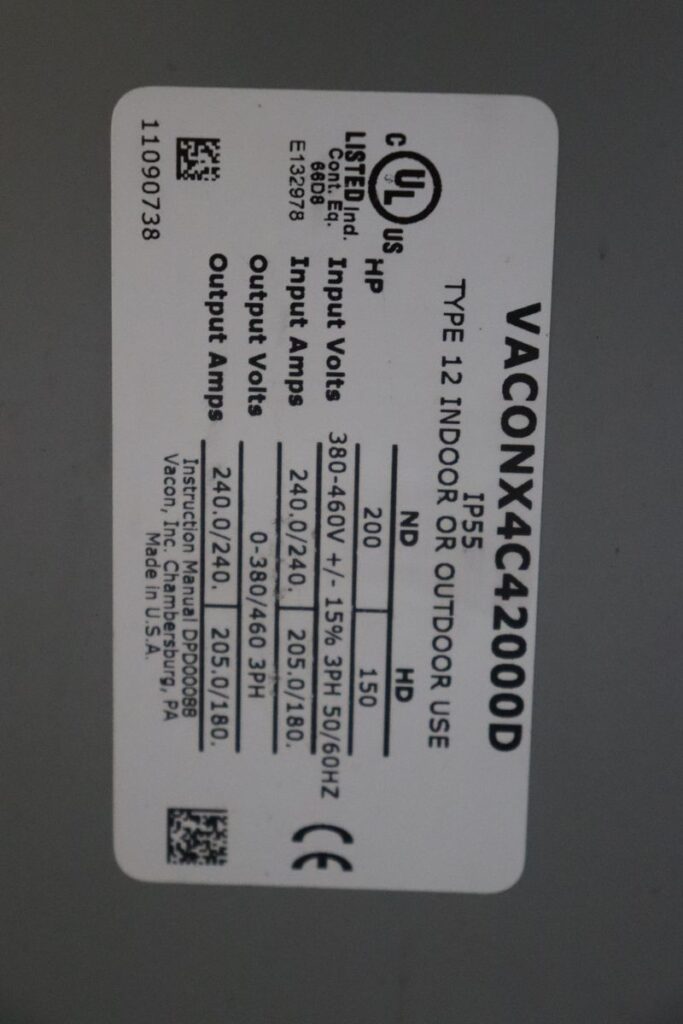 VACONX4C42000D
IP55
TYPE 12 INDOOR OR OUTDOOR USE
C UL US
LISTED Ind.
Cont. Eq.
66D8
E132978
ND HD
HP 200 150
Input Volts 380-460V +/- 15% 3PH 50/60HZ
Input Amps 240.0/240. 205.0/180.
Output Volts 0-380/460 3PH
Output Amps 240.0/240. 205.0/180.
Instruction Manual DPD00088
Vacon, Inc. Chambersburg, PA
Made in U.S.A.
CE
11090738